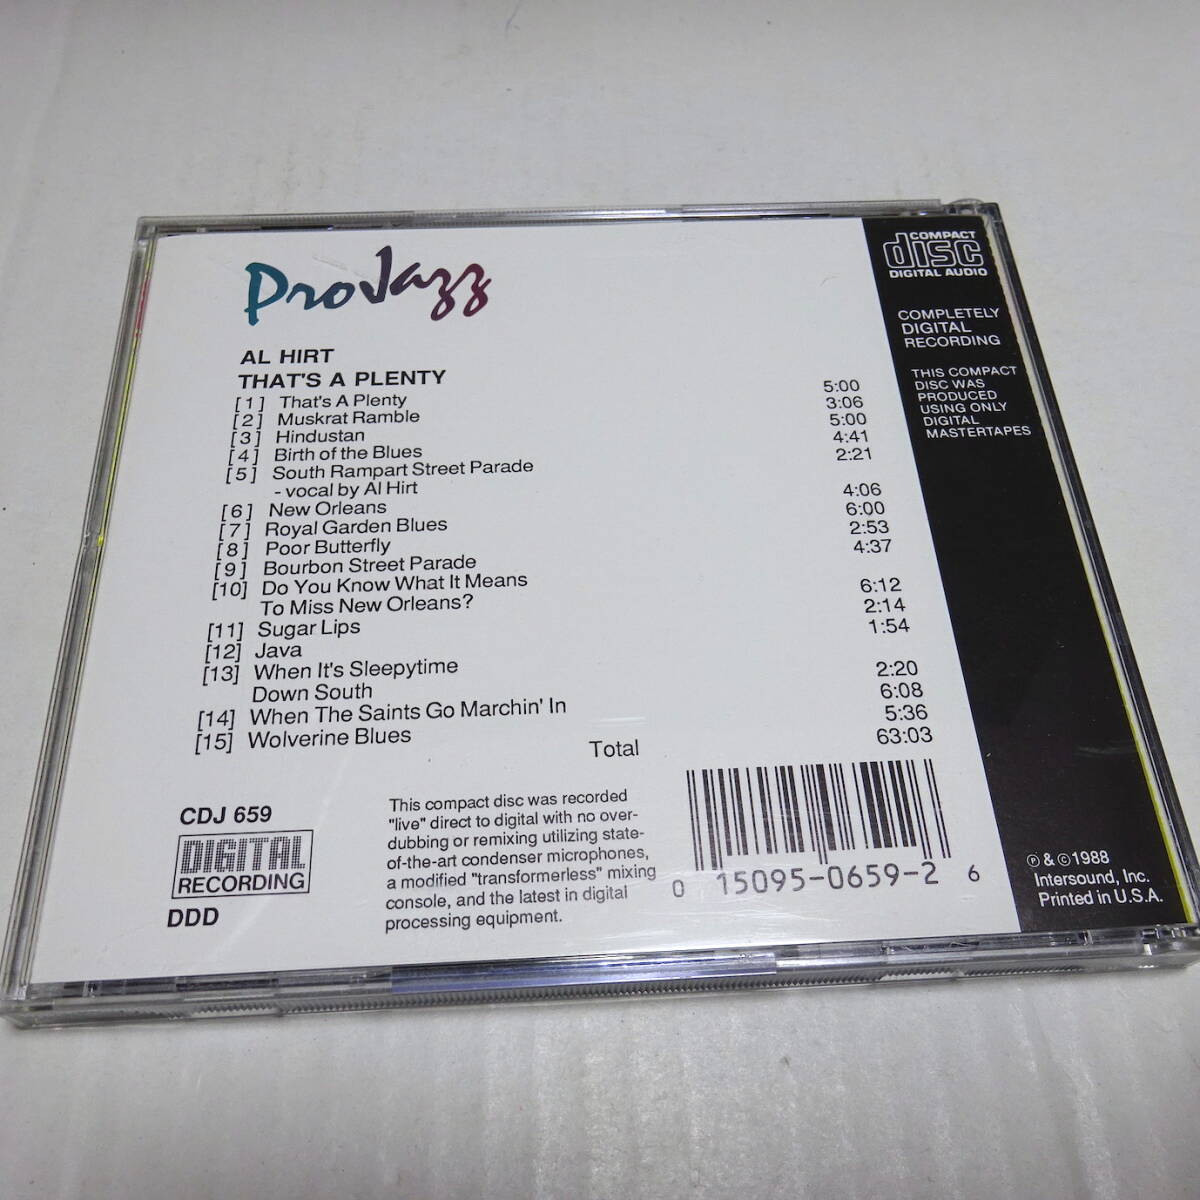 ProJazz
AL HIRT
THAT'S A PLENTY
[1] That's A Plenty 5:00
[2] Muskrat Ramble 3:06
[3] Hindustan 5:00
[4] Birth of the Blues 4:41
[5] South Rampart Street Parade 2:21
- vocal by Al Hirt
[6] New Orleans 4:06
[7] Royal Garden Blues 6:00
[8] Poor Butterfly 2:53
[9] Bourbon Street Parade 4:37
[10] Do You Know What It Means
To Miss New Orleans? 6:12
[11] Sugar Lips 2:14
[12] Java 1:54
[13] When It's Sleepytime
Down South 2:20
[14] When The Saints Go Marchin' In 6:08
[15] Wolverine Blues 5:36
Total 63:03
CDJ 659
DIGITAL
RECORDING
DDD
This compact disc was recorded
"live" direct to digital with no over-
dubbing or remixing utilizing state-
of-the-art condenser microphones,
a modified "transformerless" mixing
console, and the latest in digital
processing equipment.
0 15095-0659-2 6
COMPACT
disc
DIGITAL AUDIO
COMPLETELY
DIGITAL
RECORDING
THIS COMPACT
DISC WAS
PRODUCED
USING ONLY
DIGITAL
MASTERTAPES
℗ & © 1988
Intersound, Inc.
Printed in U.S.A.